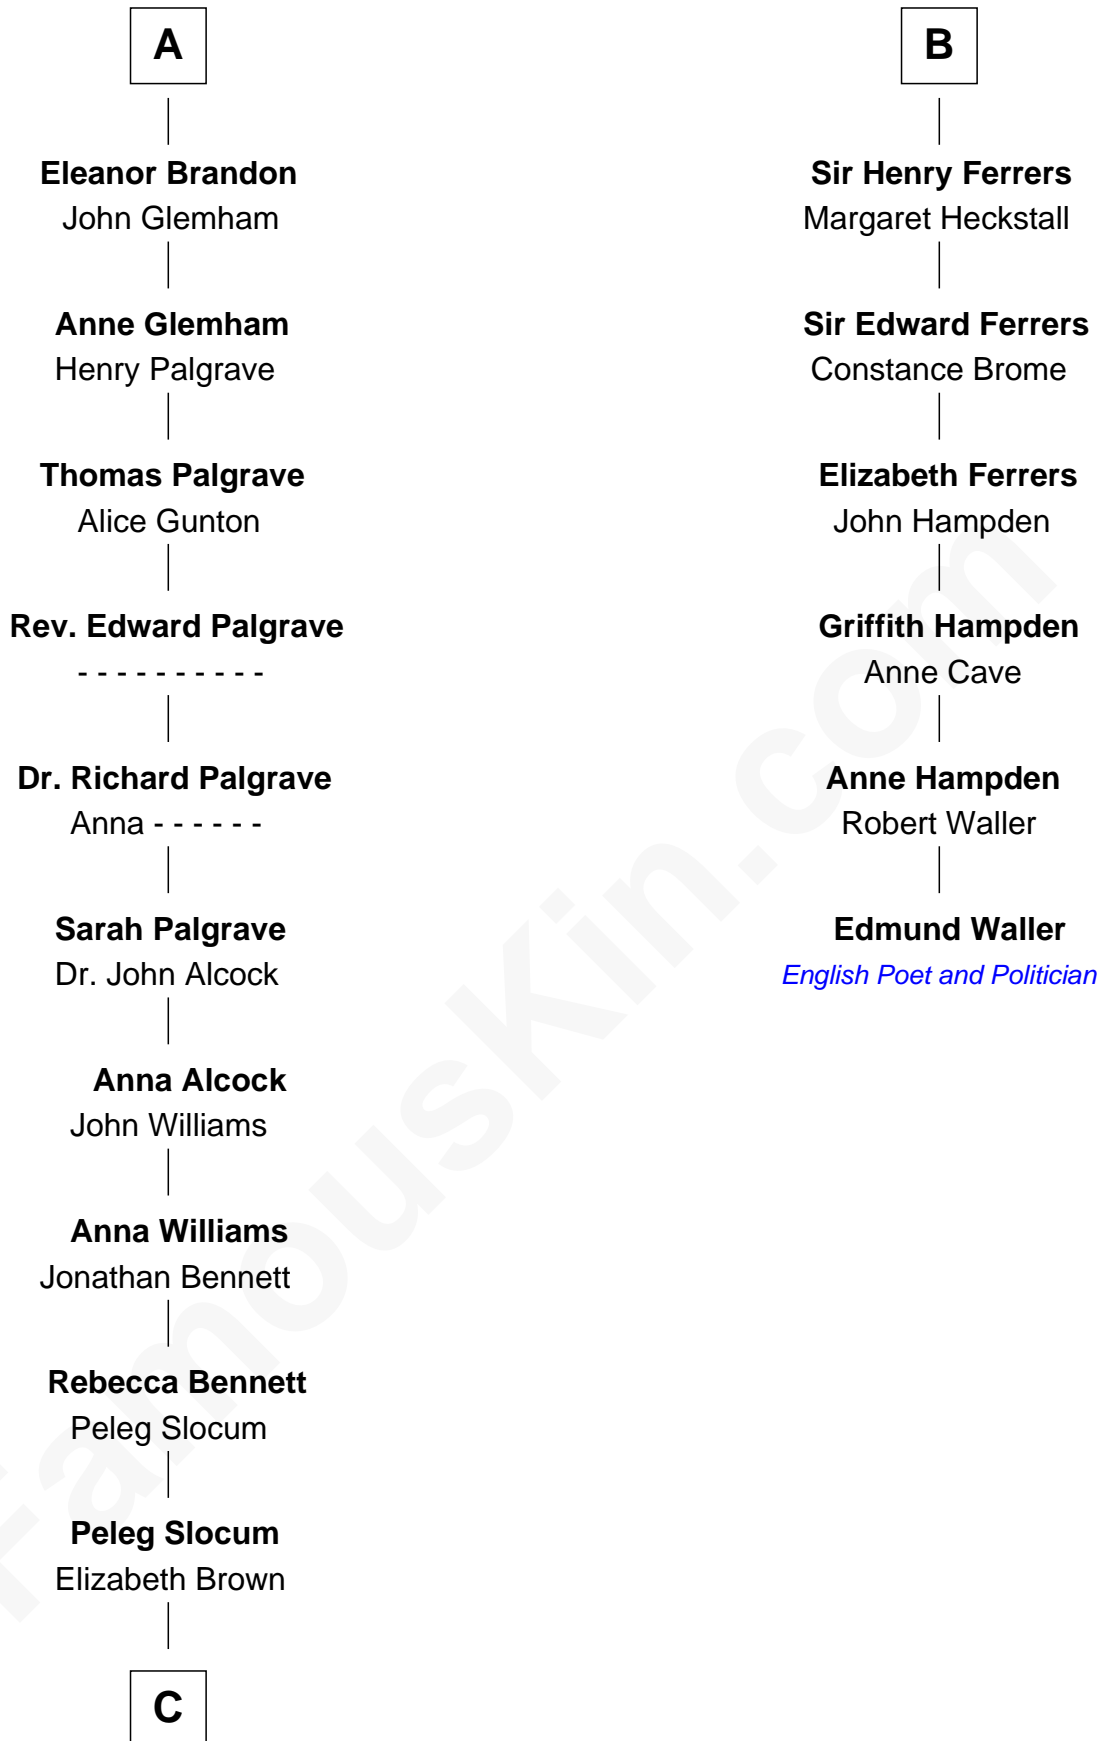 A
Eleanor Brandon
John Glemham
Anne Glemham
Henry Palgrave
Thomas Palgrave
Alice Gunton
Rev. Edward Palgrave
- - - - - - - - - -
Dr. Richard Palgrave
Anna - - - - - -
Sarah Palgrave
Dr. John Alcock
Anna Alcock
John Williams
Anna Williams
Jonathan Bennett
Rebecca Bennett
Peleg Slocum
Peleg Slocum
Elizabeth Brown
C
B
Sir Henry Ferrers
Margaret Heckstall
Sir Edward Ferrers
Constance Brome
Elizabeth Ferrers
John Hampden
Griffith Hampden
Anne Cave
Anne Hampden
Robert Waller
Edmund Waller
English Poet and Politician
FamousKin.com